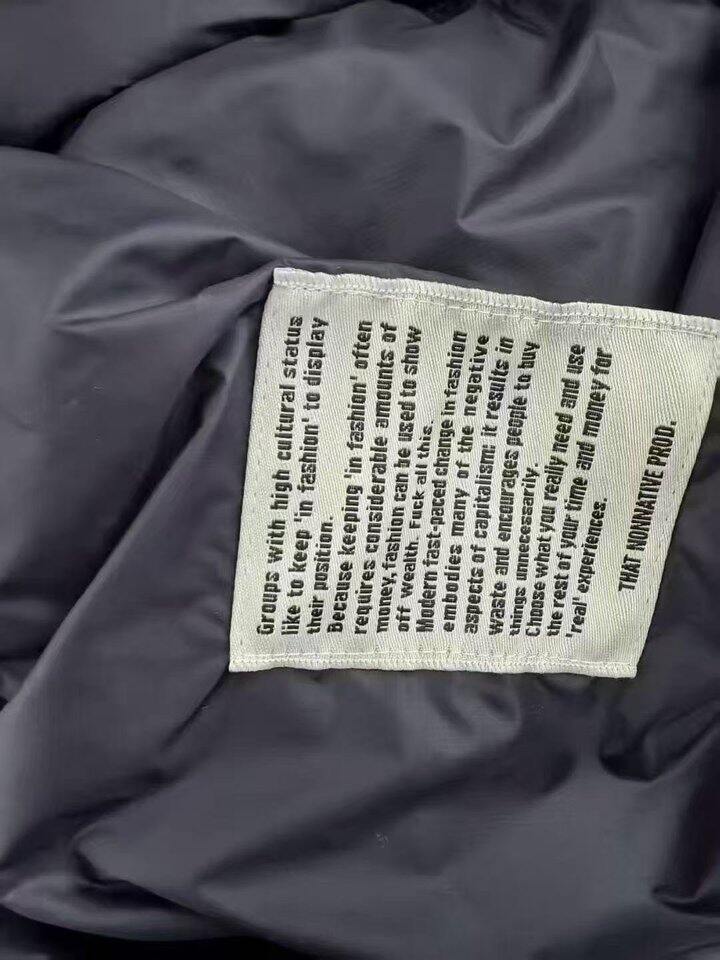 Groups with high cultural status
like to keep 'in fashion' to display
their position.
Because keeping 'in fashion' often
requires considerable amounts of
money, fashion can be used to show
off wealth. Fuck all this.
Modern fast-paced change in fashion
embodies many of the negative
aspects of capitalism: it results in
waste and encourages people to buy
things unnecessarily.
Choose what you really need and use
the rest of your time and money for
'real' experiences.
THAT NONNATIVE PROD.